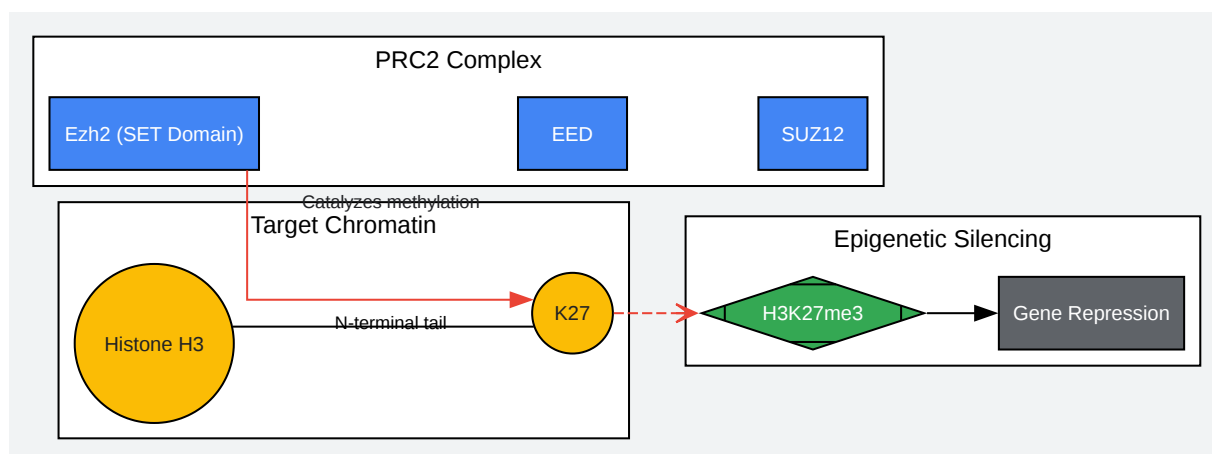 PRC2 Complex
Ezh2 (SET Domain)
EED
SUZ12
Catalyzes methylation
Target Chromatin
Epigenetic Silencing
Histone H3
N-terminal tail
K27
H3K27me3
Gene Repression